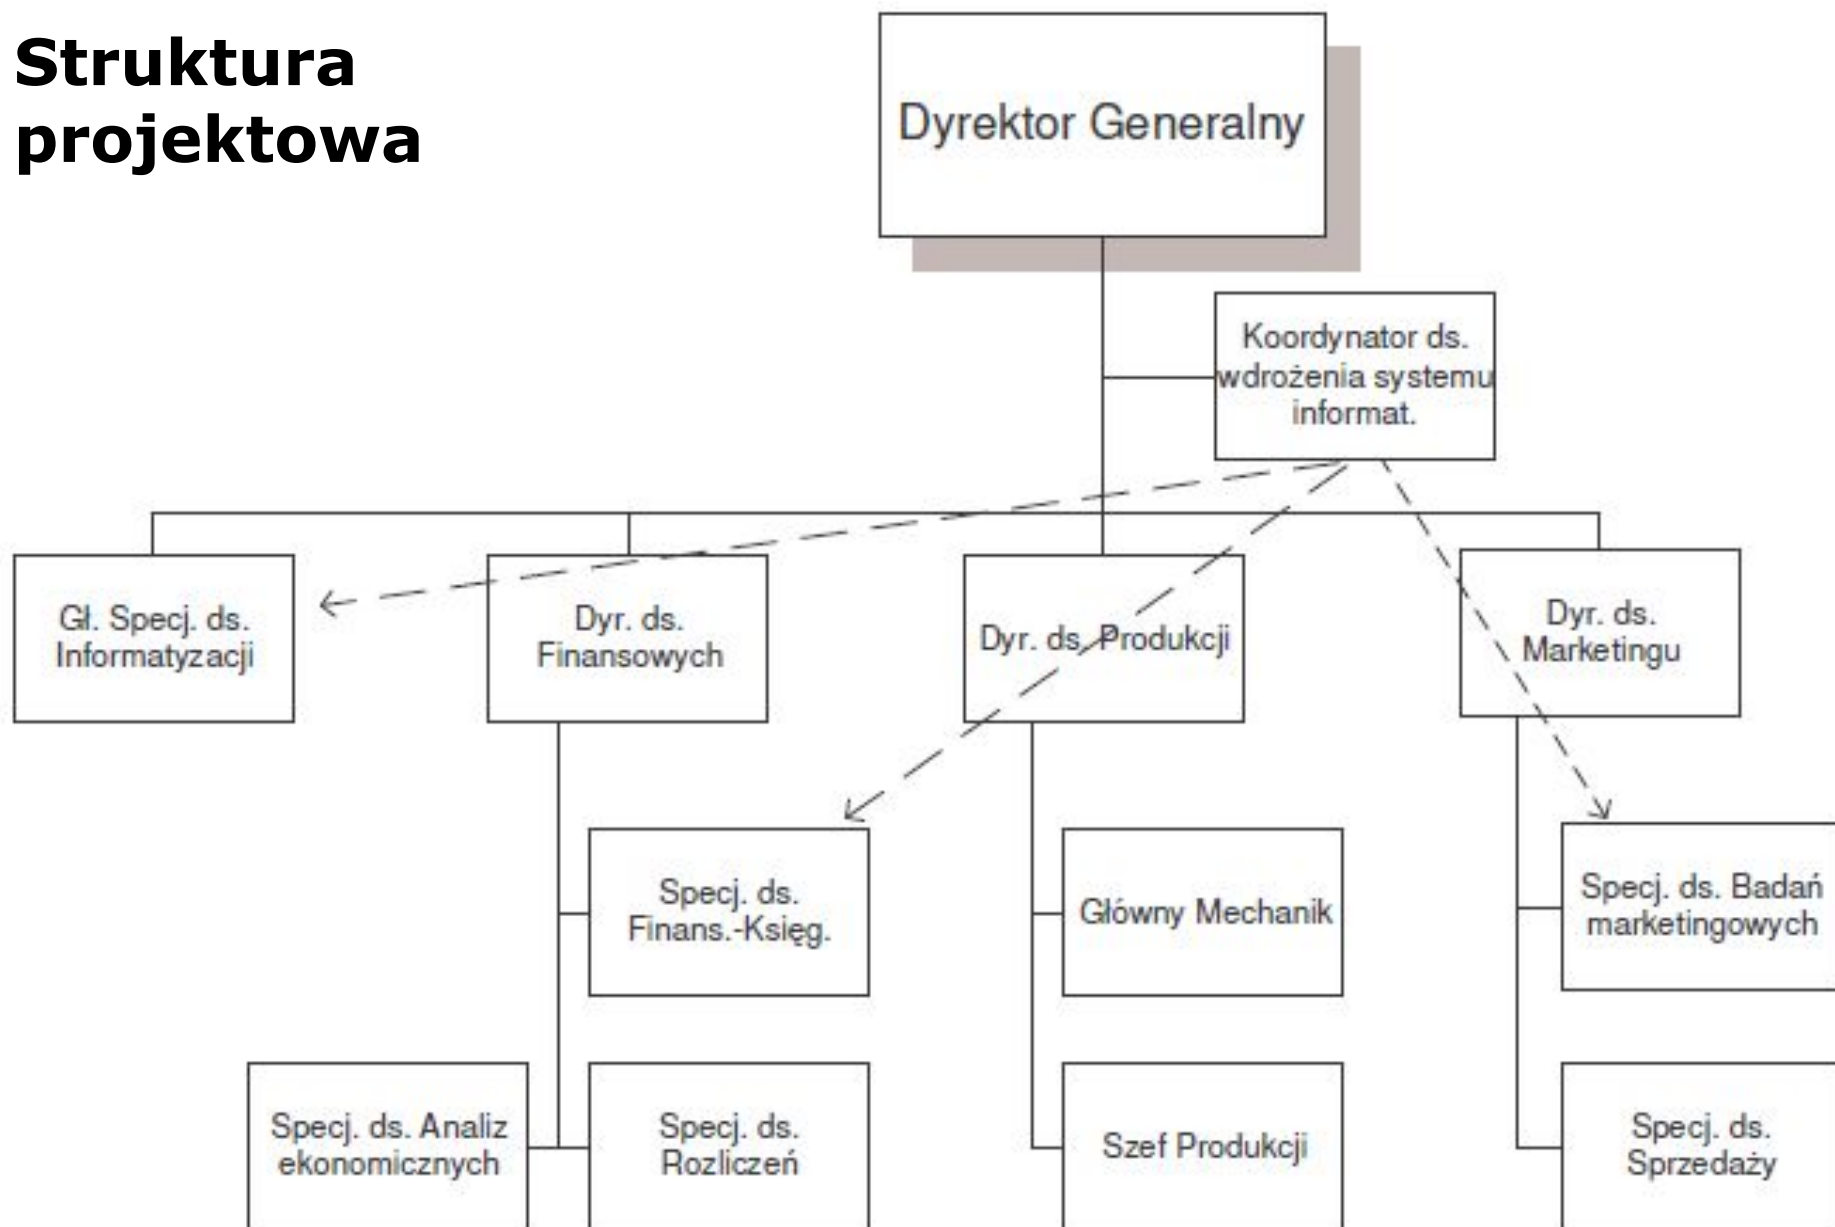 Struktura
projektowa
Dyrektor Generalny
Koordynator ds.
wdrożenia systemu
informat.
Gł. Specj. ds.
Informatyzacji
Dyr. ds.
Finansowych
Dyr. ds. Produkcji
Dyr. ds.
Marketingu
Specj. ds.
Finans.-Księg.
Główny Mechanik
Specj. ds. Badań
marketingowych
Specj. ds. Analiz
ekonomicznych
Specj. ds.
Rozliczeń
Szef Produkcji
Specj. ds.
Sprzedaży